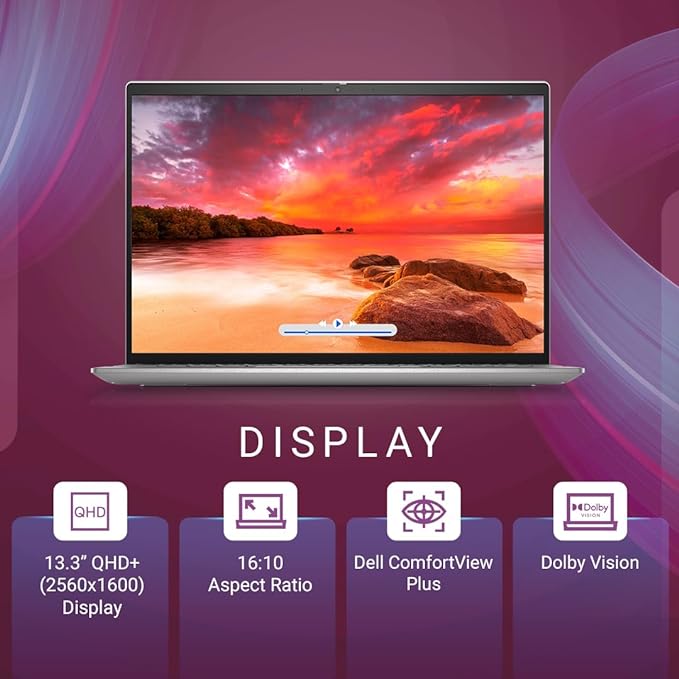 DISPLAY
QHD
13.3” QHD+
(2560x1600)
Display
16:10
Aspect Ratio
Dell ComfortView
Plus
Dolby
VISION
Dolby Vision